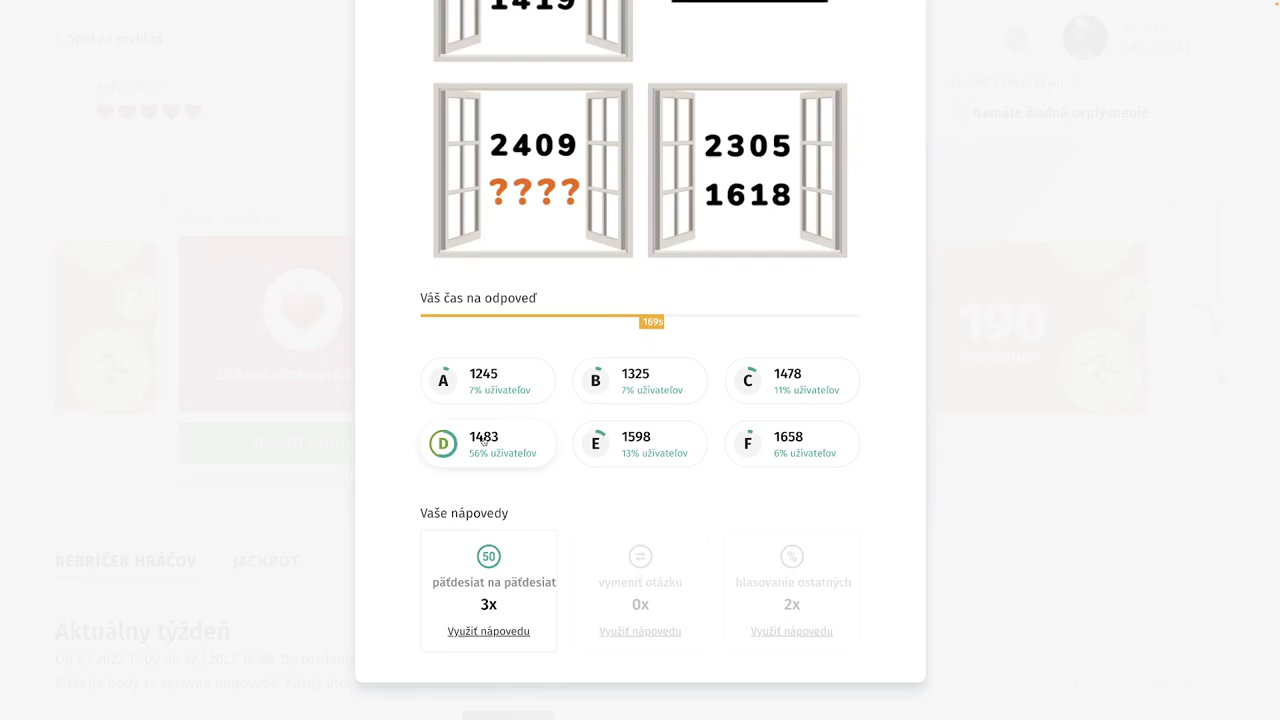 1419
Späť na prehľad
Nemáte žiadné ovplyvnenie
2409
????
2305
1618
190
Váš čas na odpoveď
169s
A
1245
7% užívateľov
B
1325
7% užívateľov
C
1478
11% užívateľov
D
1483
56% užívateľov
E
1598
13% užívateľov
F
1658
6% užívateľov
Vaše nápovedy
50
päťdesiat na päťdesiat
3x
Využiť nápovedu
vymeniť otázku
0x
Využiť nápovedu
%
hlasovanie ostatných
2x
Využiť nápovedu
REBRÍČEK HRÁČOV
JACKPOT
Aktuálny týždeň